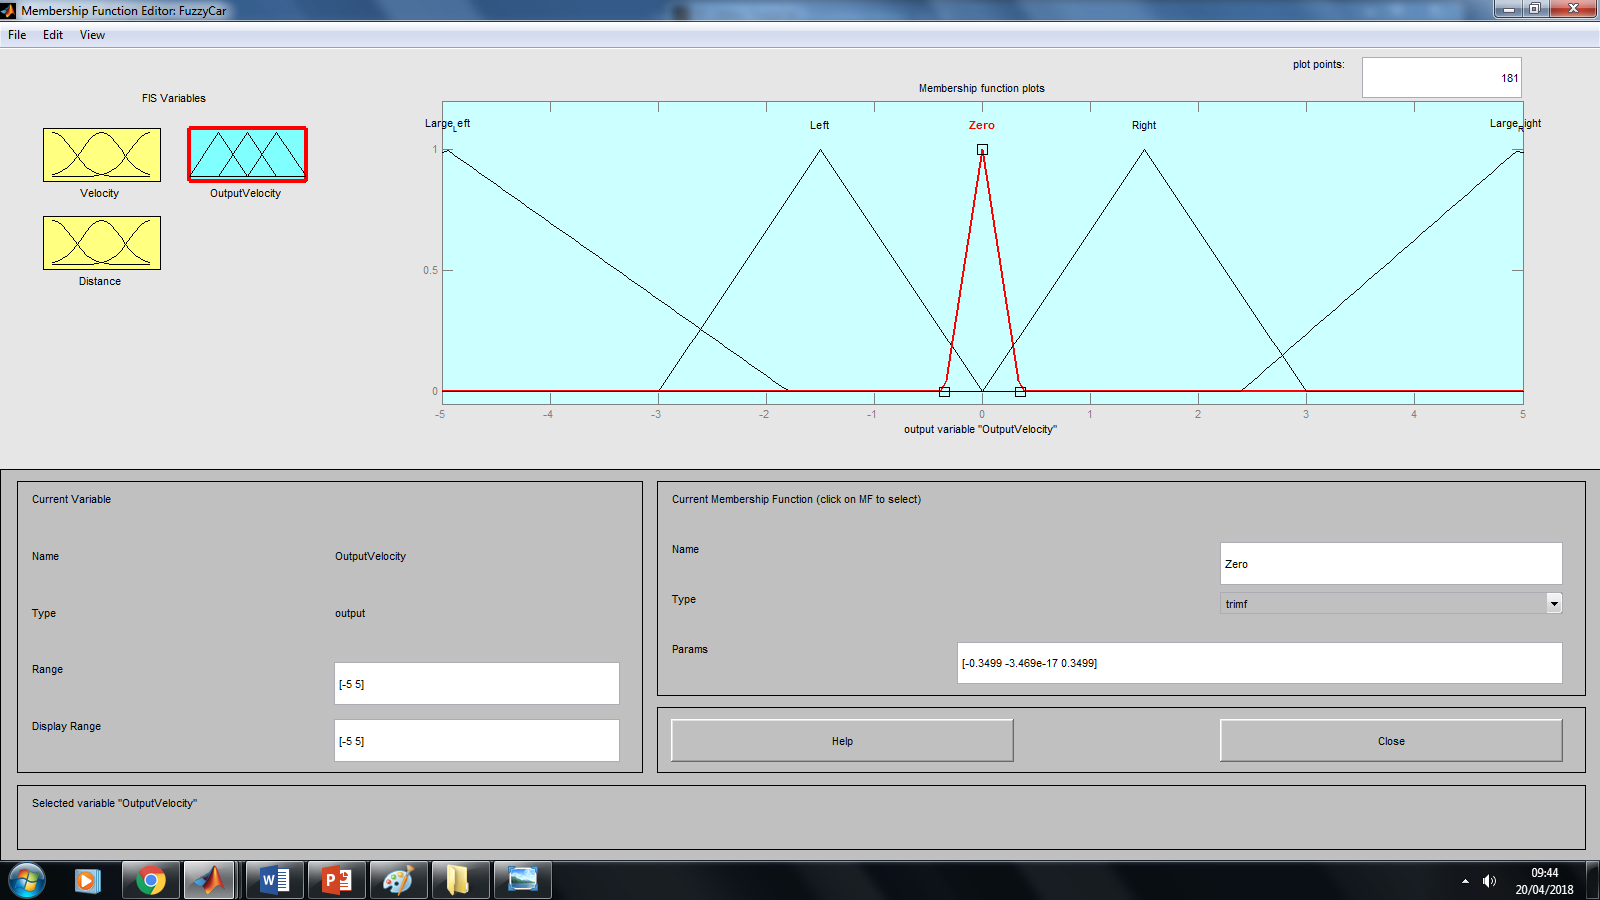 Membership Function Editor: FuzzyCar
File Edit View
plot points: 181
FIS Variables
Membership function plots
Velocity
OutputVelocity
Distance
Large_Left Left Zero Right Large_Right
1
0.5
0
-5 -4 -3 -2 -1 0 1 2 3 4 5
output variable "OutputVelocity"
Current Variable
Name OutputVelocity
Type output
Range [-5 5]
Display Range [-5 5]
Current Membership Function (click on MF to select)
Name Zero
Type trimf
Params [-0.3499 -3.469e-17 0.3499]
Help Close
Selected variable "OutputVelocity"
09:44
20/04/2018